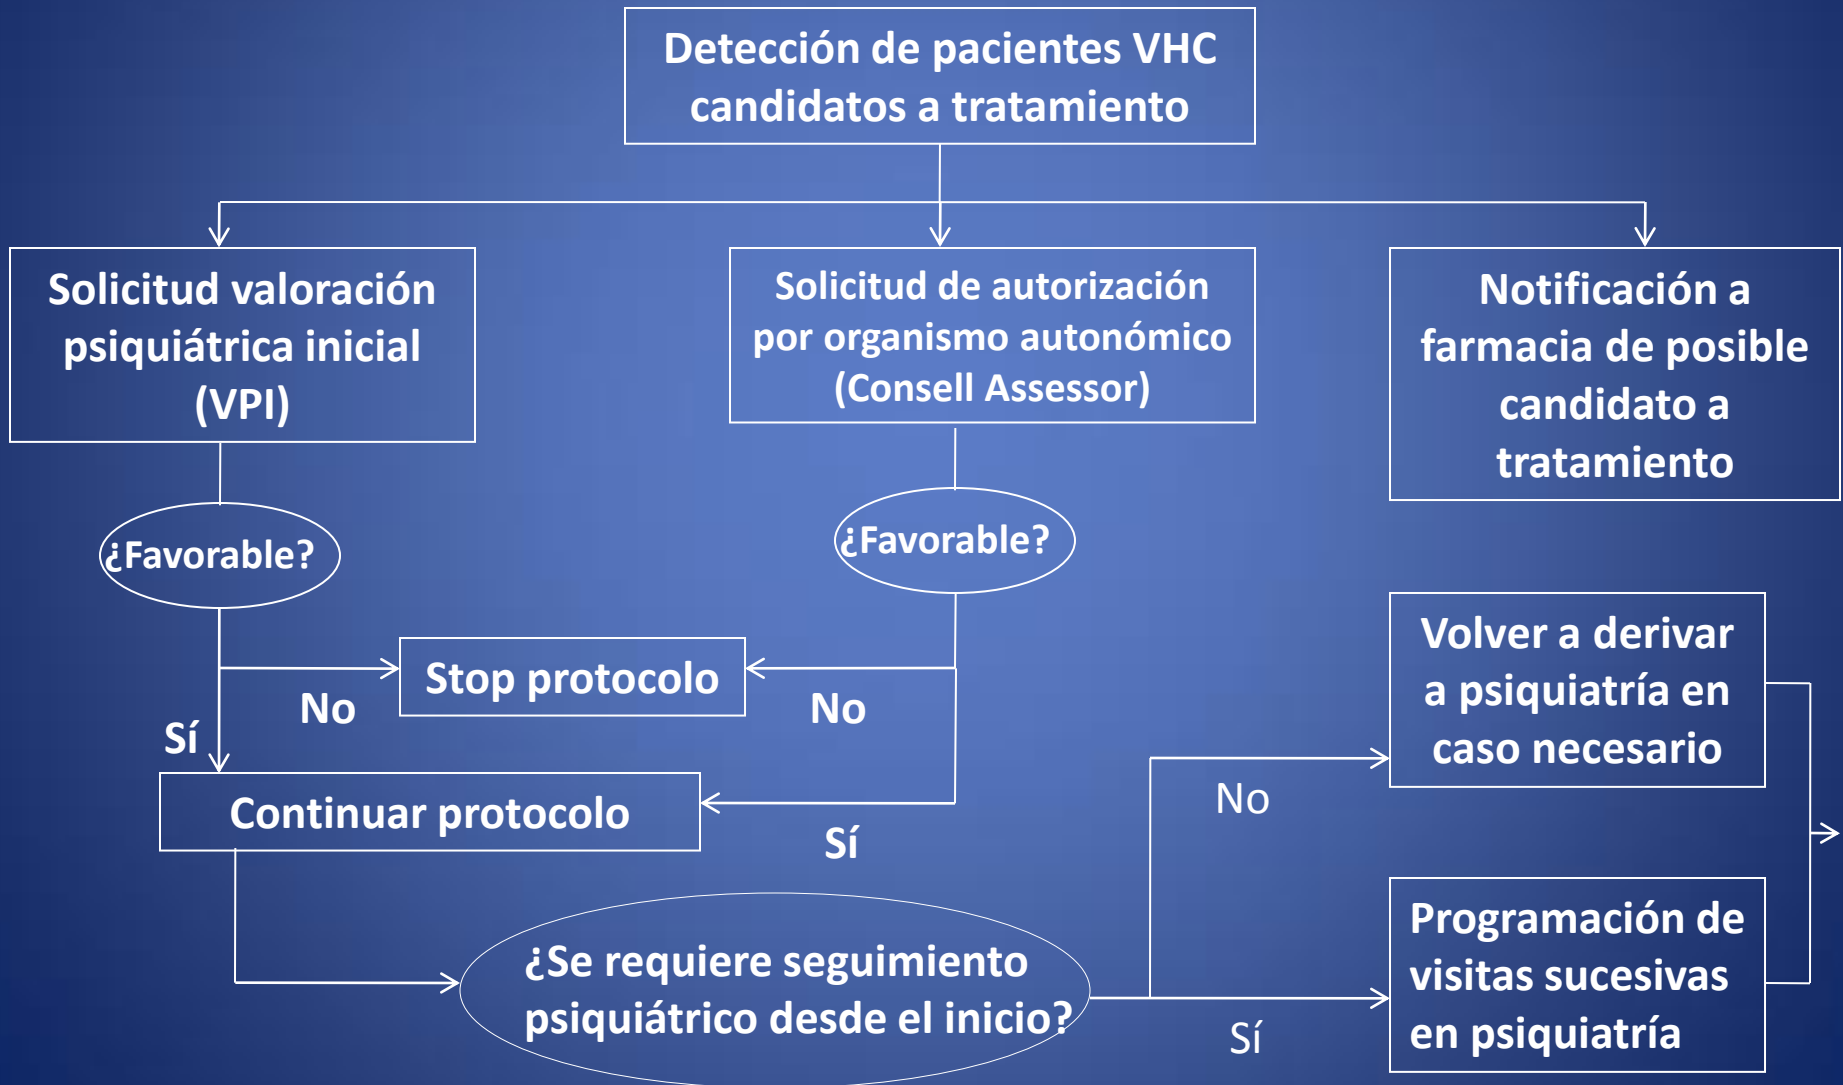 Detección de pacientes VHC
candidatos a tratamiento
Solicitud valoración
psiquiátrica inicial
(VPI)
Solicitud de autorización
por organismo autonómico
(Consell Assessor)
Notificación a
farmacia de posible
candidato a
tratamiento
¿Favorable?
¿Favorable?
Stop protocolo
No
No
Sí
Continuar protocolo
Sí
Volver a derivar
a psiquiatría en
caso necesario
No
¿Se requiere seguimiento
psiquiátrico desde el inicio?
Sí
Programación de
visitas sucesivas
en psiquiatría